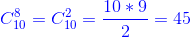 C_{10}^{8} = C_{10}^{2} = \frac{10 * 9}{2} = 45